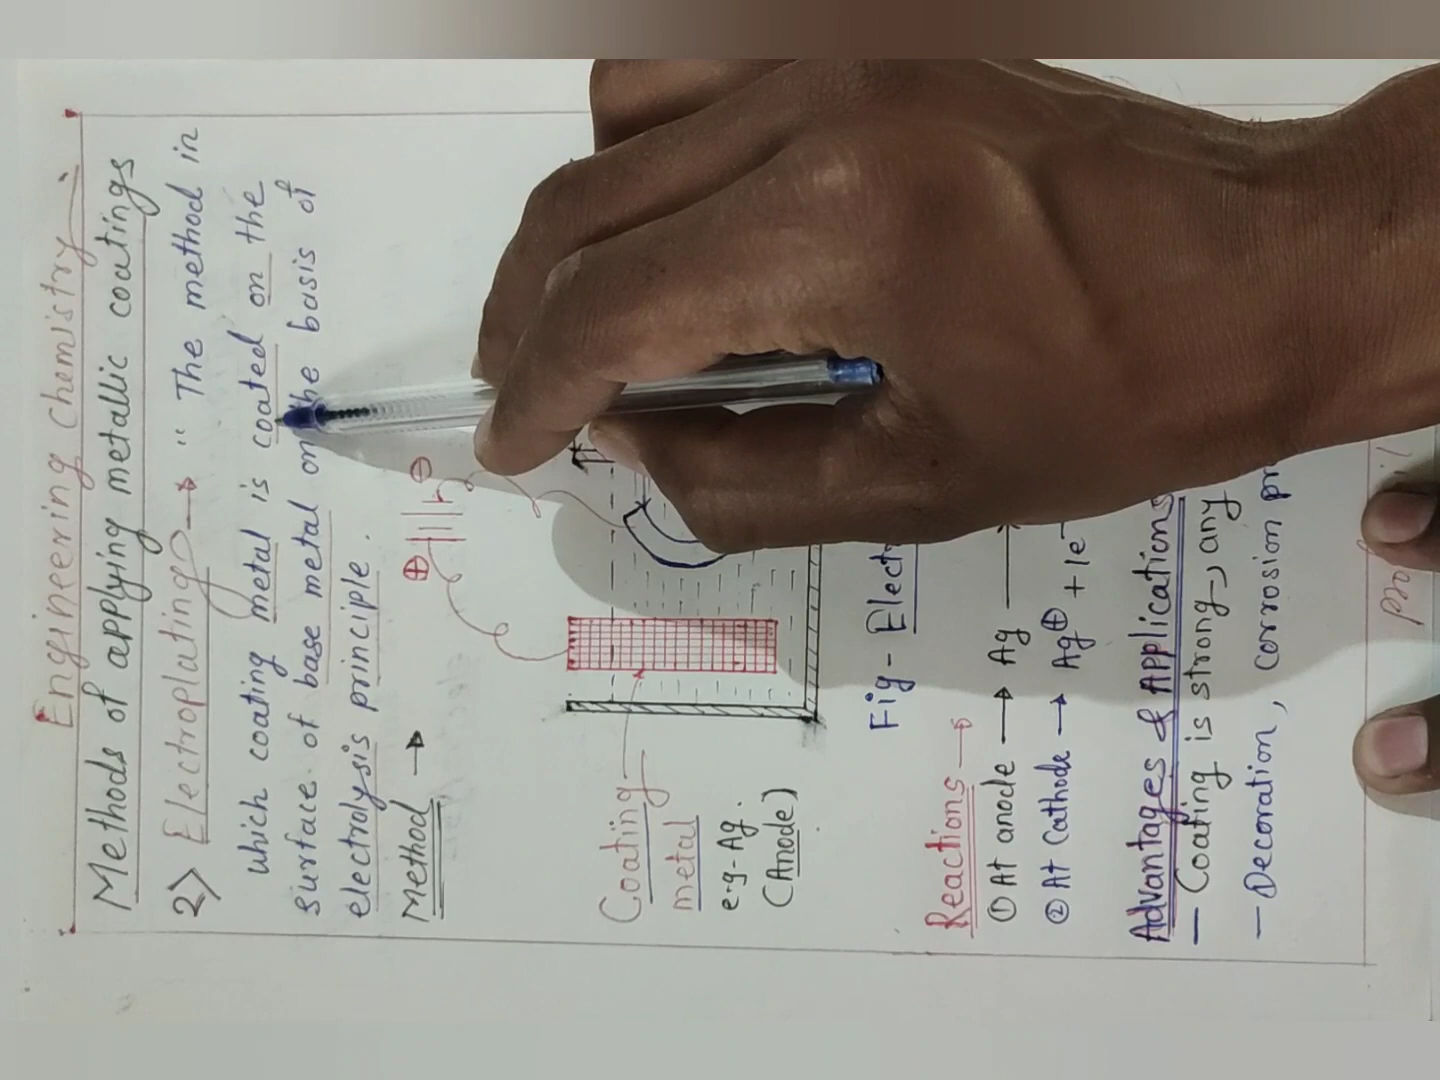 Engineering Chemistry
Methods of applying metallic coatings
2> Electroplating → " The method in
which coating metal is coated on the
surface of base metal on the basis of
electrolysis principle.
Method →
⊕ ⊖
Coating
metal
e.g- Ag.
(Anode)
Fig - Elect
Reactions →
① At anode → Ag →
② At Cathode → Ag⊕ + 1e⁻
Advantages & Applications
- Coating is strong, any
- Decoration, corrosion